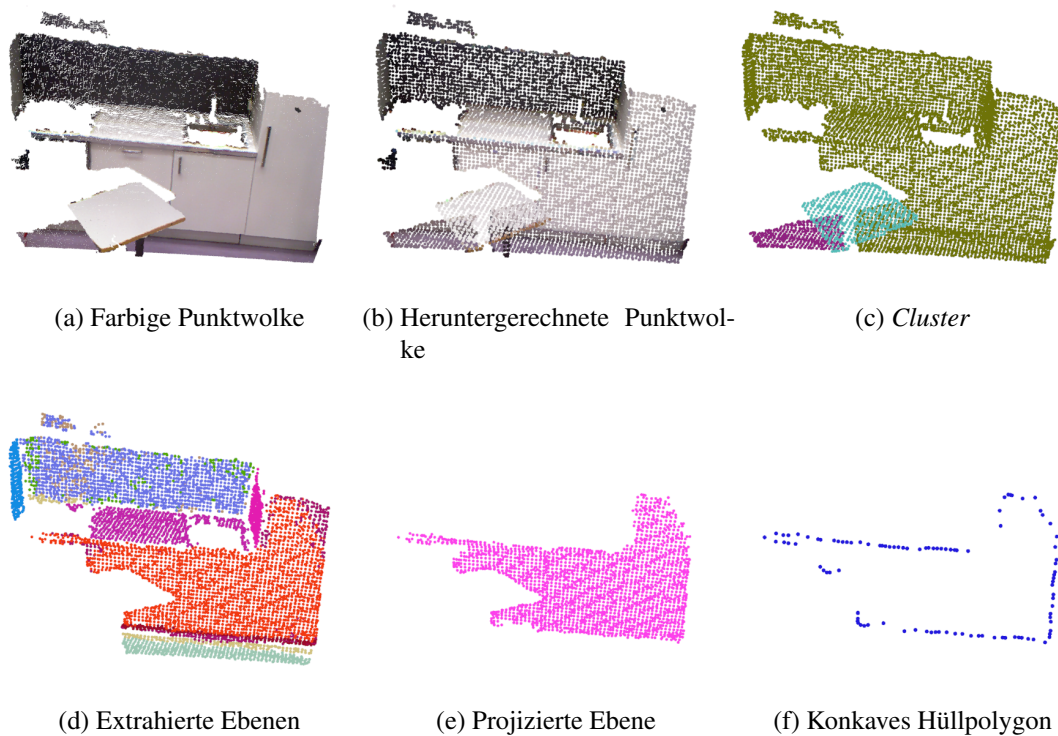 (a) Farbige Punktwolke
(b) Heruntergerechnete Punktwol-
ke
(c) Cluster
(d) Extrahierte Ebenen
(e) Projizierte Ebene
(f) Konkaves Hüllpolygon